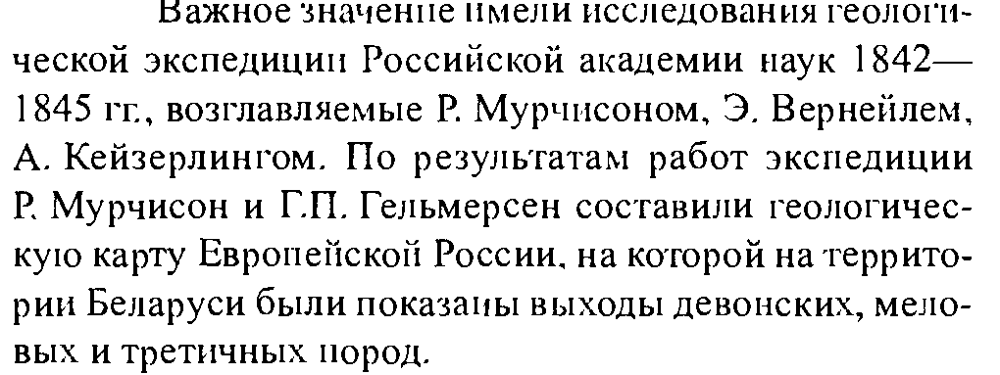 Важное значение имели исследования геологи-
ческой экспедиции Российской академии наук 1842—
1845 гг., возглавляемые Р. Мурчисоном, Э. Вернейлем,
А. Кейзерлингом. По результатам работ экспедиции
Р. Мурчисон и Г.П. Гельмерсен составили геологичес-
кую карту Европейской России, на которой на террито-
рии Беларуси были показаны выходы девонских, мело-
вых и третичных пород.